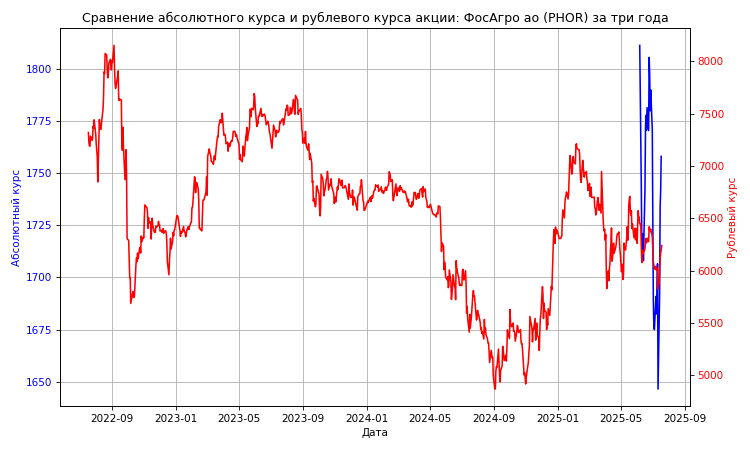 Сравнение абсолютного курса и рублевого курса акции: ФосАгро ао (PHOR) за три года
1800
1775
1750
1725
1700
1675
1650
Абсолютный курс
8000
7500
7000
6500
6000
5500
5000
Рублевый курс
2022-09 2023-01 2023-05 2023-09 2024-01 2024-05 2024-09 2025-01 2025-05 2025-09
Дата